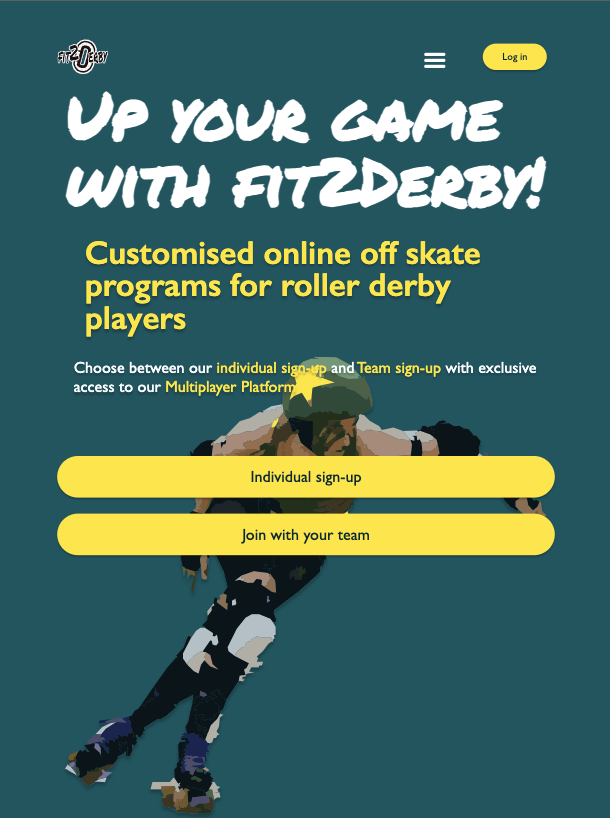 FIT2DERBY
Log in
UP YOUR GAME
WITH FIT2DERBY!
Customised online off skate
programs for roller derby
players
Choose between our individual sign-up and Team sign-up with exclusive
access to our Multiplayer Platform
Individual sign-up
Join with your team